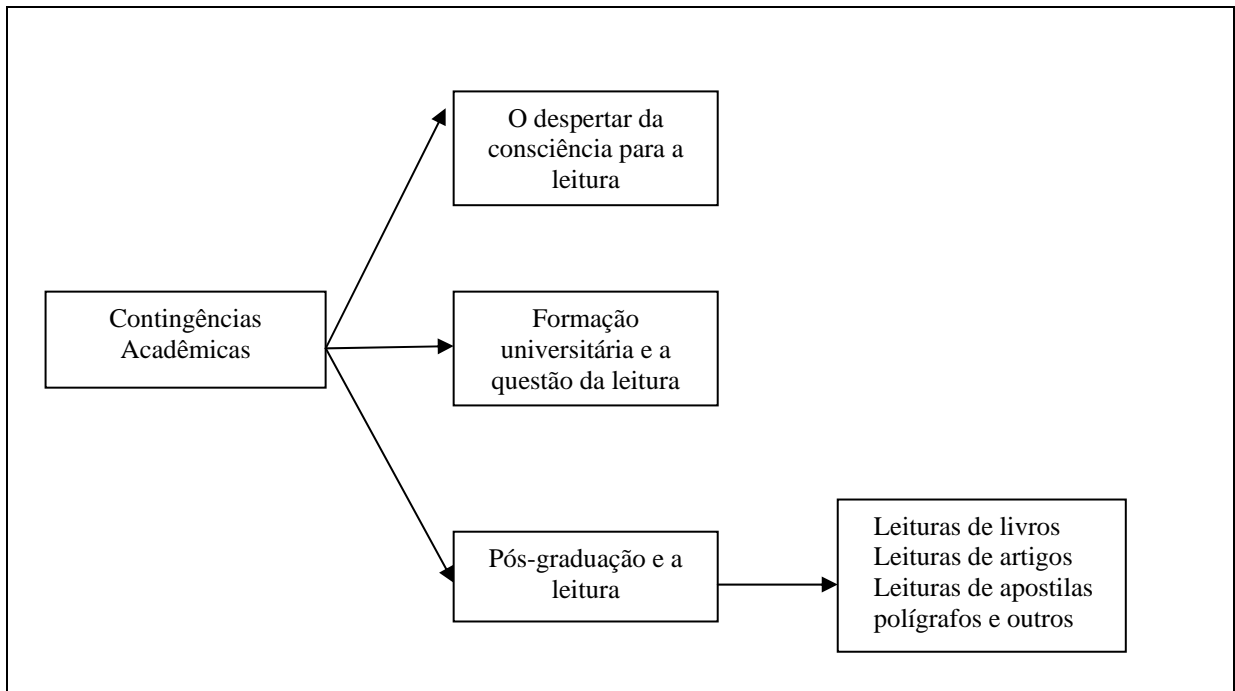 O despertar da
consciência para a
leitura
Contingências
Acadêmicas
Formação
universitária e a
questão da leitura
Pós-graduação e a
leitura
Leituras de livros
Leituras de artigos
Leituras de apostilas
polígrafos e outros